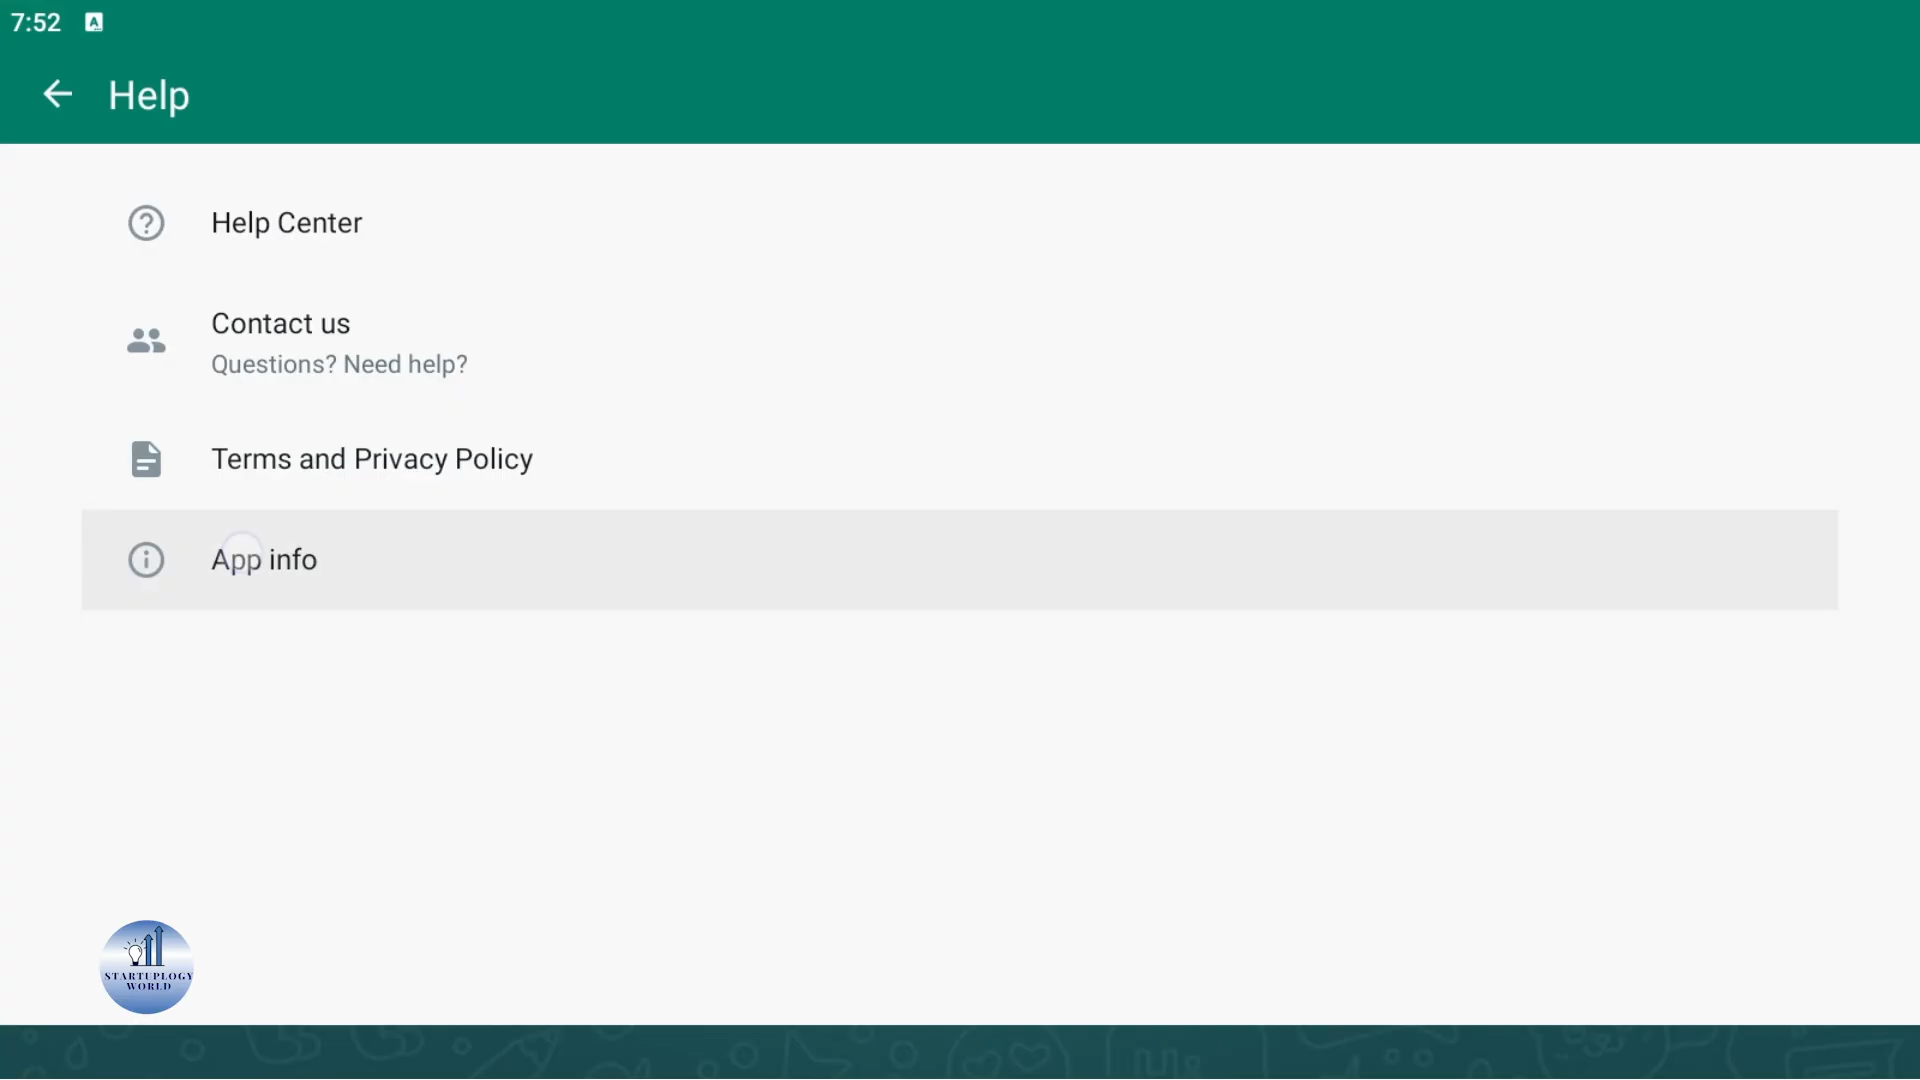 7:52
A
Help
Help Center
Contact us
Questions? Need help?
Terms and Privacy Policy
App info
STARTUPLOGY
WORLD